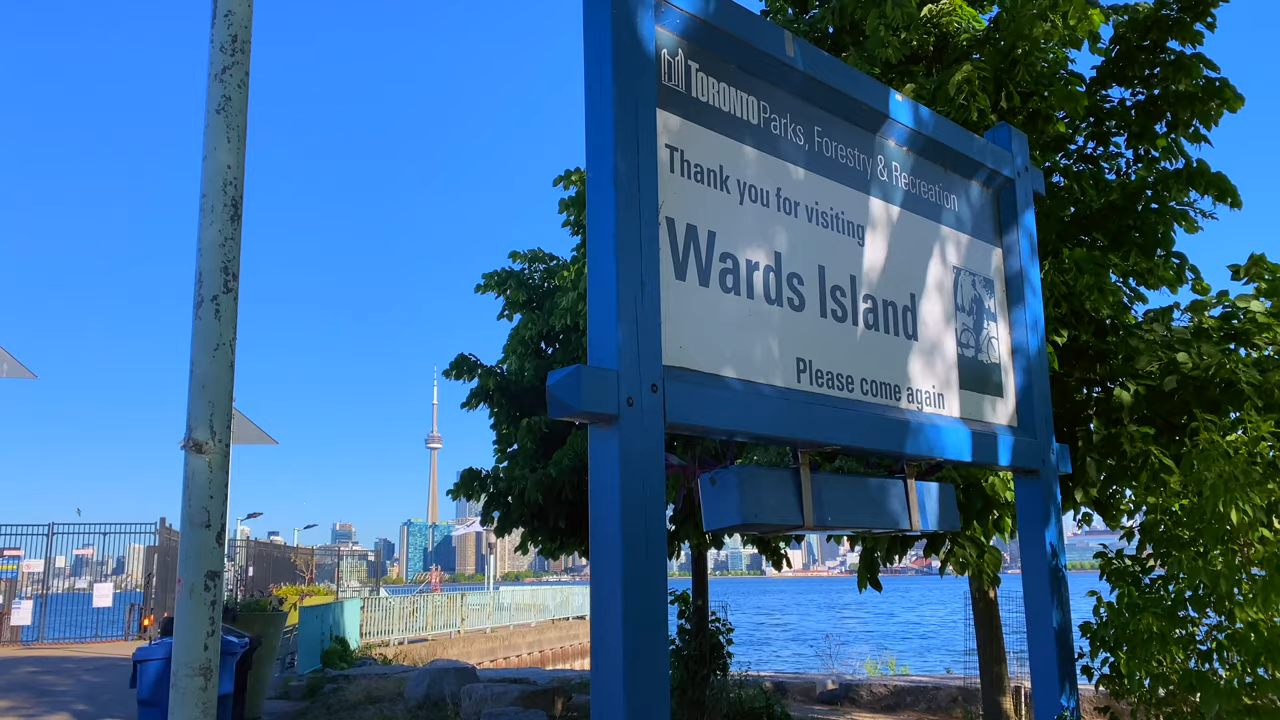 TORONTO Parks, Forestry & Recreation
Thank you for visiting
Wards Island
Please come again